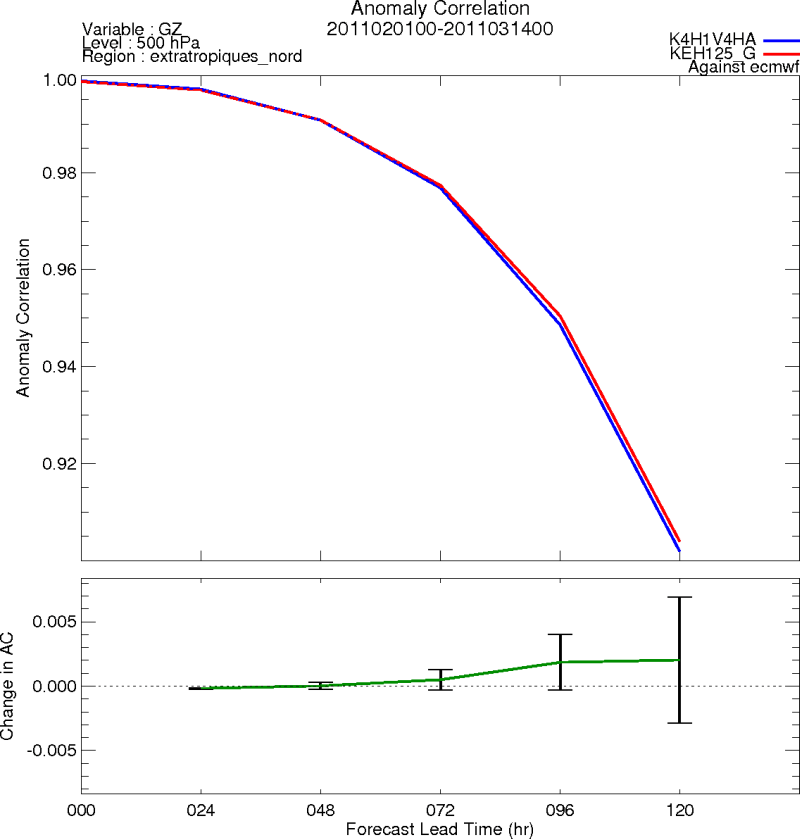 Anomaly Correlation
2011020100-2011031400
Variable : GZ
Level : 500 hPa
Region : extratropiques_nord
K4H1V4HA
KEH125_G
Against ecmwf
1.00
0.98
0.96
0.94
0.92
Anomaly Correlation
0.005
0.000
-0.005
Change in AC
000 024 048 072 096 120
Forecast Lead Time (hr)